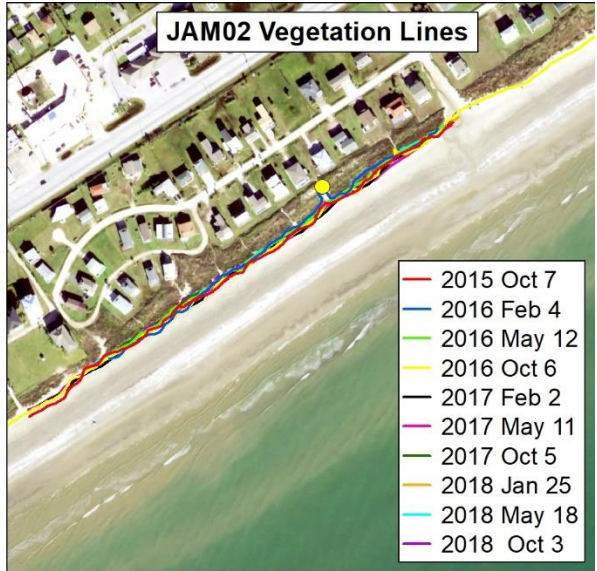 JAM02 Vegetation Lines
2015 Oct 7
2016 Feb 4
2016 May 12
2016 Oct 6
2017 Feb 2
2017 May 11
2017 Oct 5
2018 Jan 25
2018 May 18
2018 Oct 3